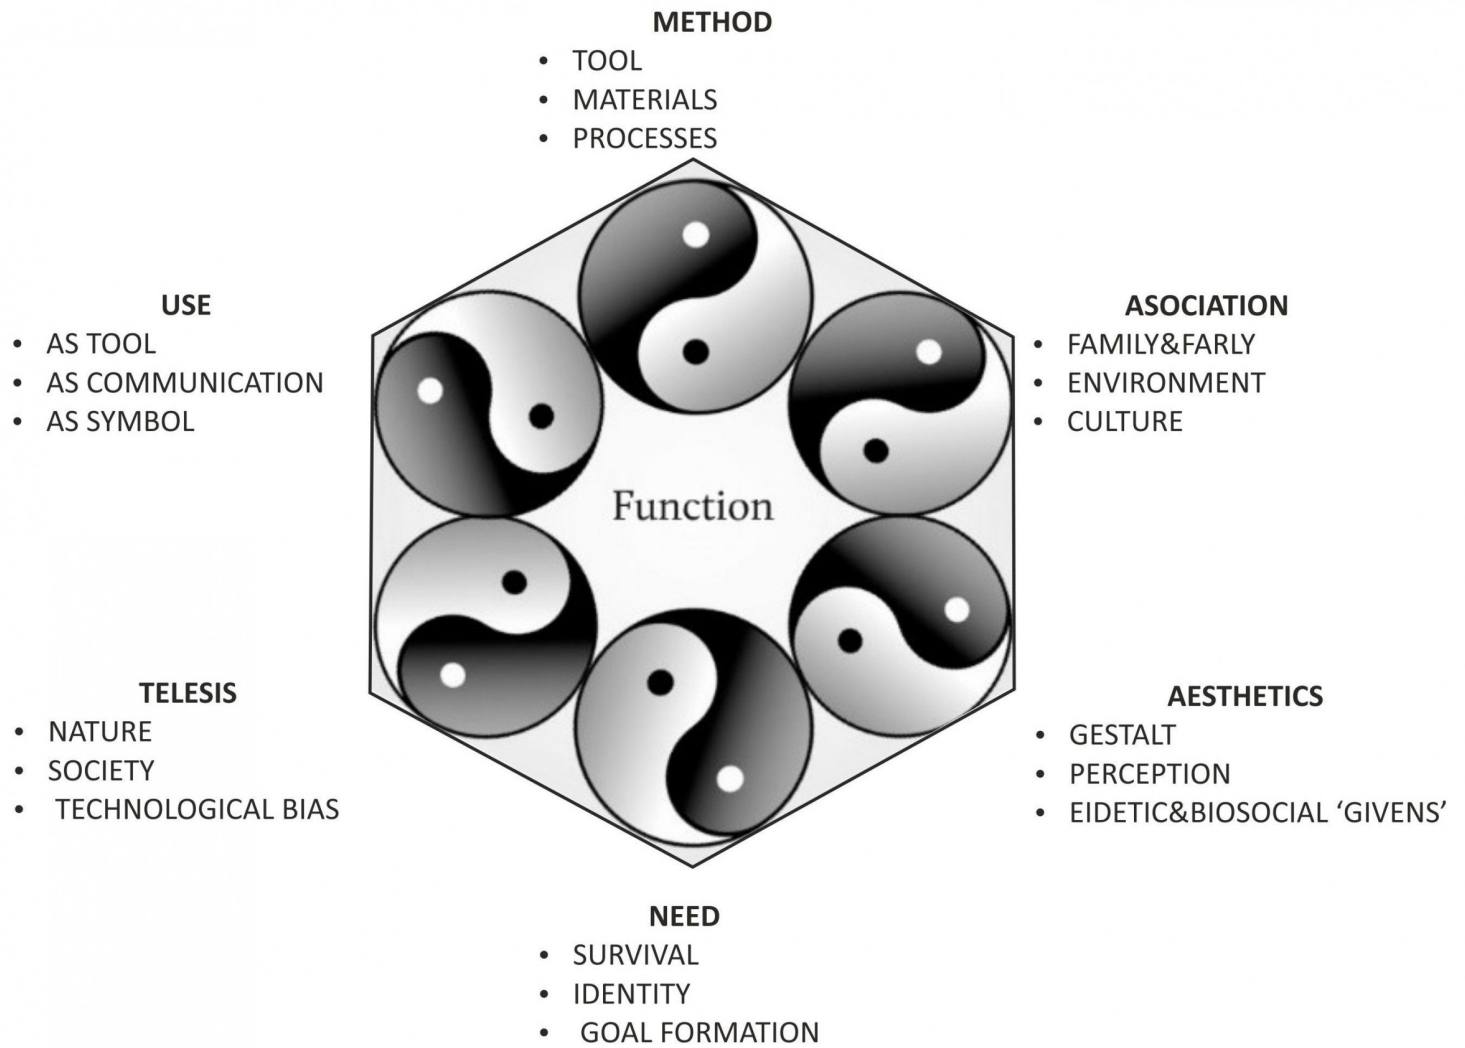 METHOD
• TOOL
• MATERIALS
• PROCESSES
USE
• AS TOOL
• AS COMMUNICATION
• AS SYMBOL
ASOCIATION
• FAMILY&FARLY
• ENVIRONMENT
• CULTURE
Function
TELESIS
• NATURE
• SOCIETY
• TECHNOLOGICAL BIAS
AESTHETICS
• GESTALT
• PERCEPTION
• EIDETIC&BIOSOCIAL ‘GIVENS’
NEED
• SURVIVAL
• IDENTITY
• GOAL FORMATION